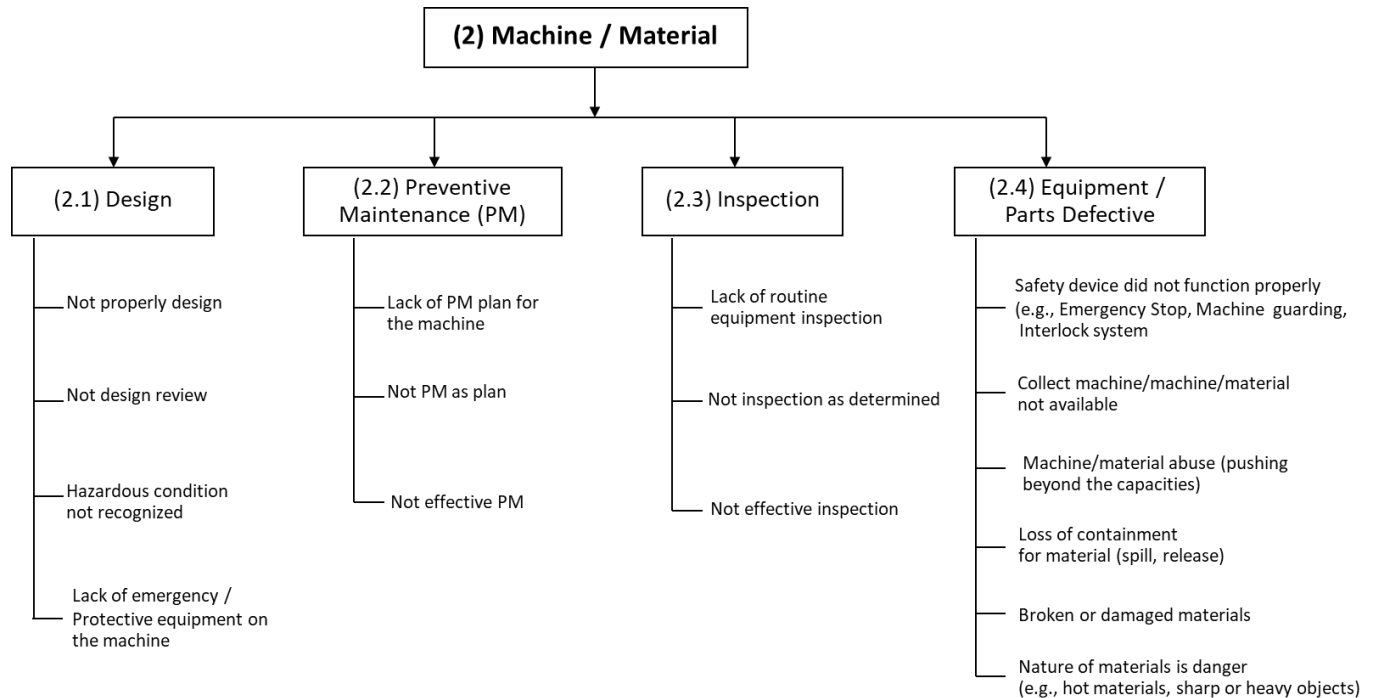 (2) Machine / Material
(2.1) Design
Not properly design
Not design review
Hazardous condition
not recognized
Lack of emergency /
Protective equipment on
the machine
(2.2) Preventive
Maintenance (PM)
Lack of PM plan for
the machine
Not PM as plan
Not effective PM
(2.3) Inspection
Lack of routine
equipment inspection
Not inspection as determined
Not effective inspection
(2.4) Equipment /
Parts Defective
Safety device did not function properly
(e.g., Emergency Stop, Machine guarding,
Interlock system
Collect machine/machine/material
not available
Machine/material abuse (pushing
beyond the capacities)
Loss of containment
for material (spill, release)
Broken or damaged materials
Nature of materials is danger
(e.g., hot materials, sharp or heavy objects)